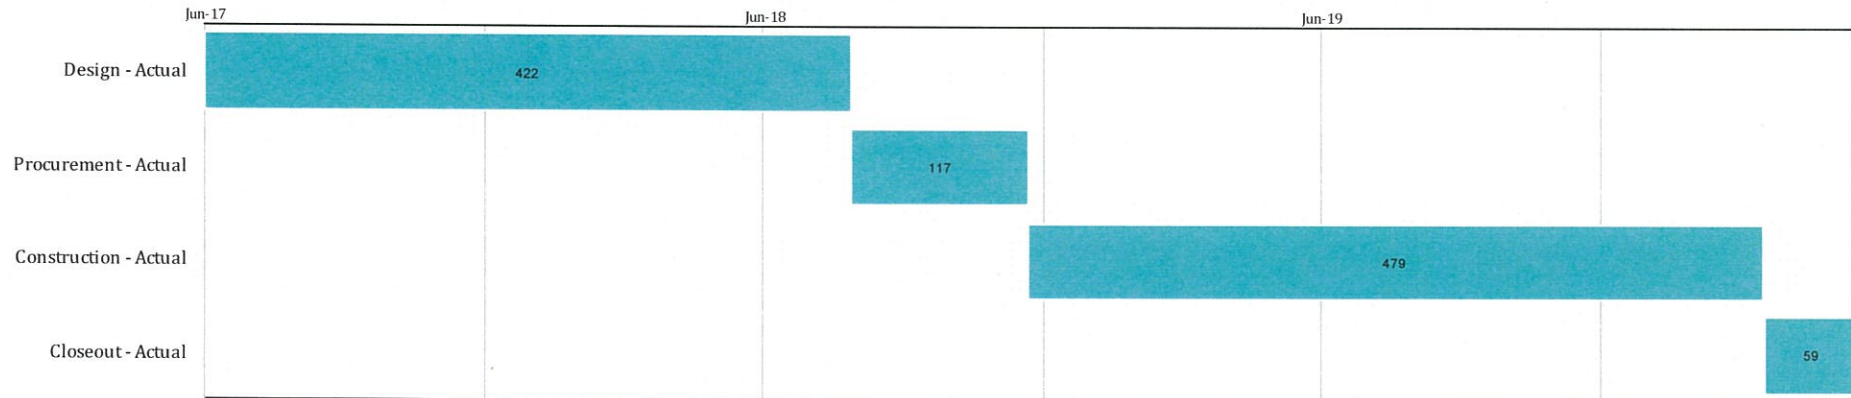 Jun-17 Jun-18 Jun-19
Design - Actual 422
Procurement - Actual 117
Construction - Actual 479
Closeout - Actual 59